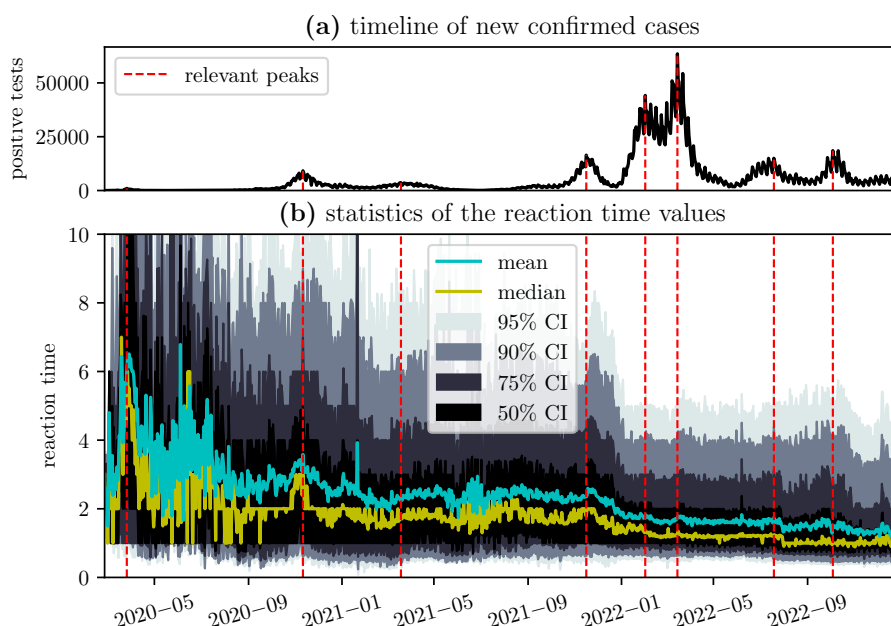 (a) timeline of new confirmed cases
positive tests
50000
25000
0
relevant peaks
(b) statistics of the reaction time values
reaction time
10
8
6
4
2
0
mean
median
95% CI
90% CI
75% CI
50% CI
2020−05
2020−09
2021−01
2021−05
2021−09
2022−01
2022−05
2022−09